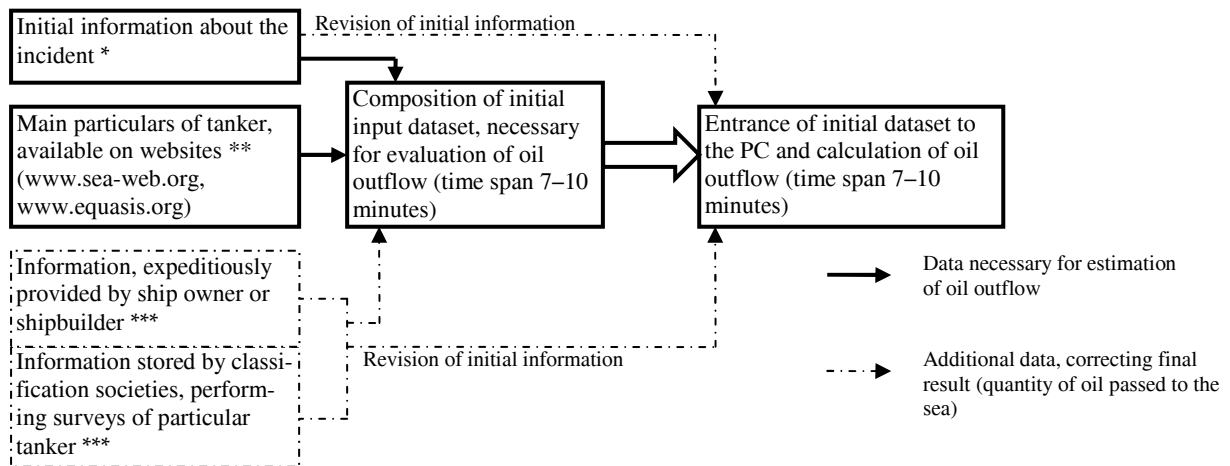 Initial information about the
incident *
Revision of initial information
Main particulars of tanker,
available on websites **
(www.sea-web.org,
www.equasis.org)
Composition of initial
input dataset, necessary
for evaluation of oil
outflow (time span 7–10
minutes)
Entrance of initial dataset to
the PC and calculation of oil
outflow (time span 7–10
minutes)
Information, expeditiously
provided by ship owner or
shipbuilder ***
Information stored by classi-
fication societies, perform-
ing surveys of particular
tanker ***
Revision of initial information
Data necessary for estimation
of oil outflow
Additional data, correcting final
result (quantity of oil passed to the
sea)